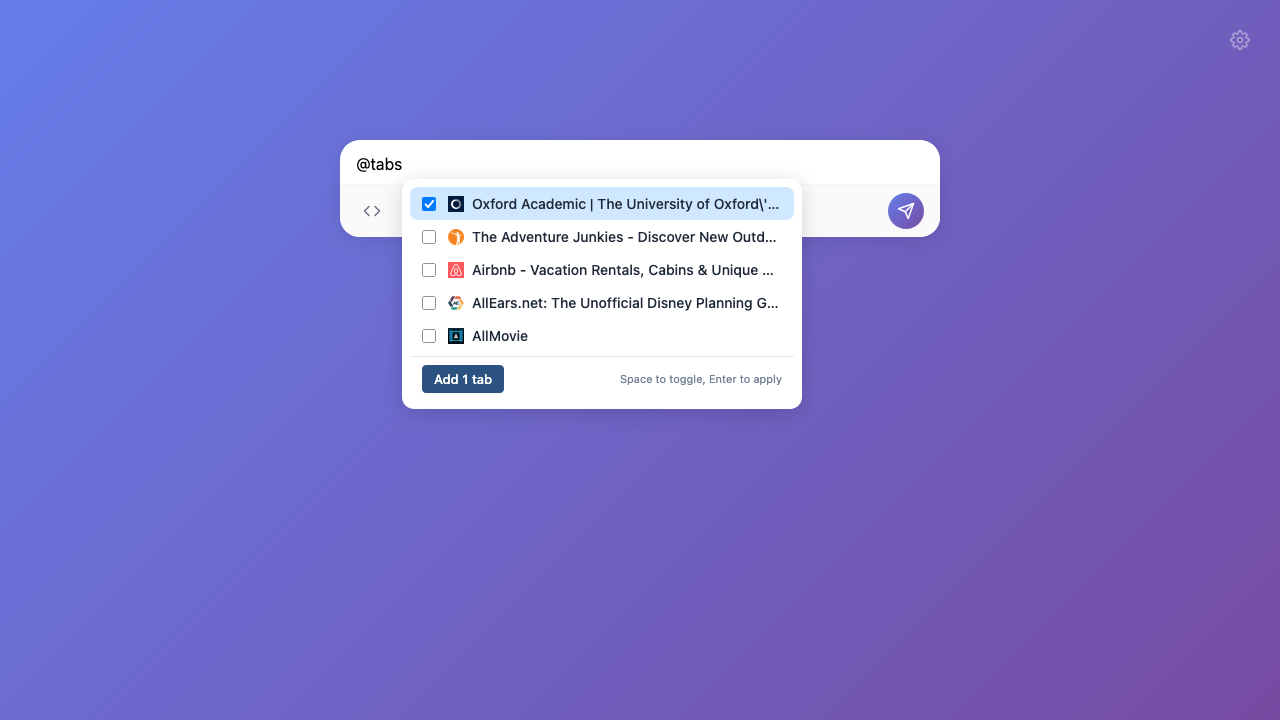 @tabs
Oxford Academic | The University of Oxford\'...
The Adventure Junkies - Discover New Outd...
Airbnb - Vacation Rentals, Cabins & Unique ...
AllEars.net: The Unofficial Disney Planning G...
AllMovie
Add 1 tab
Space to toggle, Enter to apply